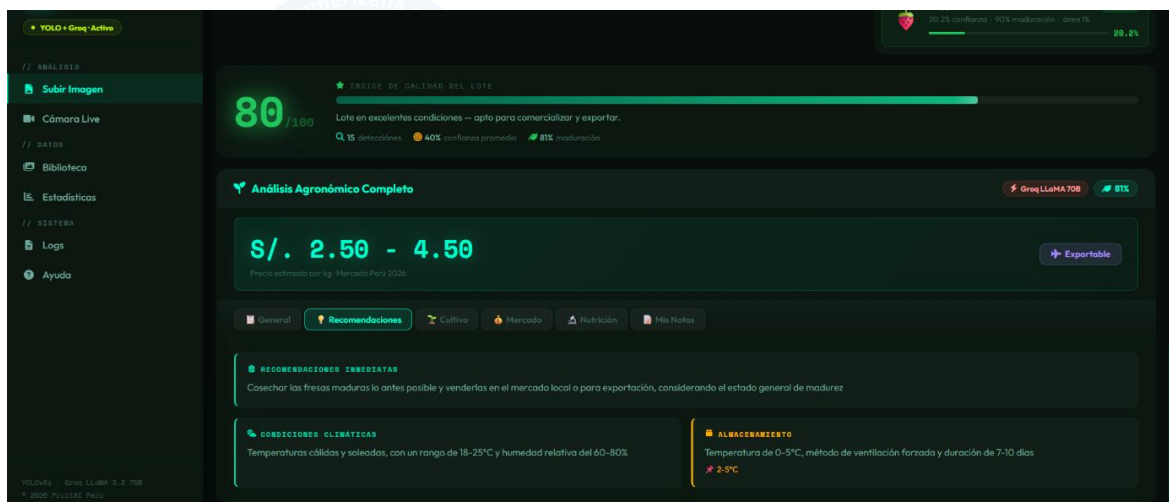 YOLO + Groq · Activo
// ANÁLISIS
Subir Imagen
Cámara Live
// DATOS
Biblioteca
Estadísticas
// SISTEMA
Logs
Ayuda
YOLOv8s · Groq LLaMA 3.3 70B
© 2026 FruitAI Perú
20.2% confianza · 90% maduración · área 1%
20.2%
ÍNDICE DE CALIDAD DEL LOTE
80/100
Lote en excelentes condiciones — apto para comercializar y exportar.
15 detecciónes 40% confianza promedio 81% maduración
Análisis Agronómico Completo
Groq LLaMA 70B 81%
S/. 2.50 - 4.50
Precio estimado por kg · Mercado Perú 2026
Exportable
General Recomendaciones Cultivo Mercado Nutrición Mis Notas
RECOMENDACIONES INMEDIATAS
Cosechar las fresas maduras lo antes posible y venderlas en el mercado local o para exportación, considerando el estado general de madurez
CONDICIONES CLIMÁTICAS
Temperaturas cálidas y soleadas, con un rango de 18-25°C y humedad relativa del 60-80%
ALMACENAMIENTO
Temperatura de 0-5°C, método de ventilación forzada y duración de 7-10 días
2-5°C